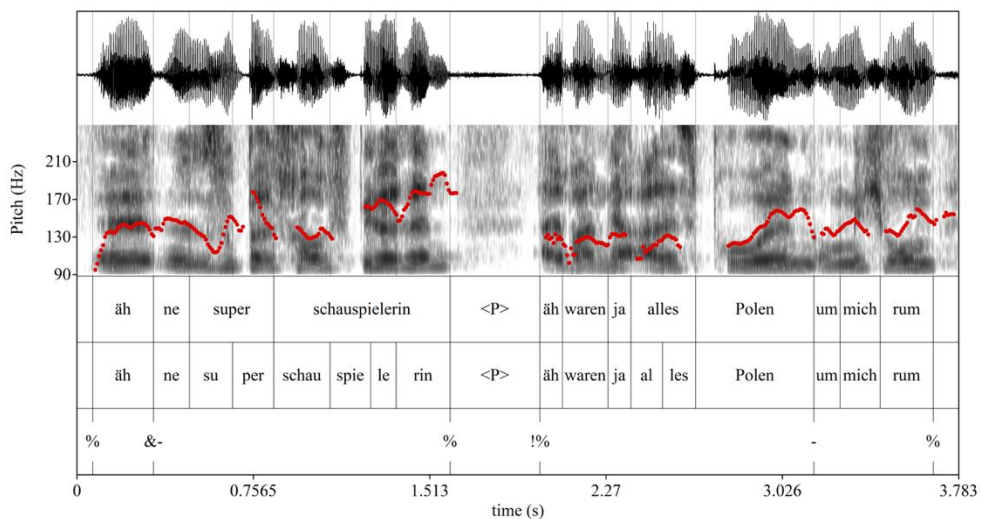 210
170
130
90
Pitch (Hz)
äh ne super schauspielerin <P> äh waren ja alles Polen um mich rum
äh ne su per schau spie le rin <P> äh waren ja al les Polen um mich rum
% &- % !% - %
0 0.7565 1.513 2.27 3.026 3.783
time (s)